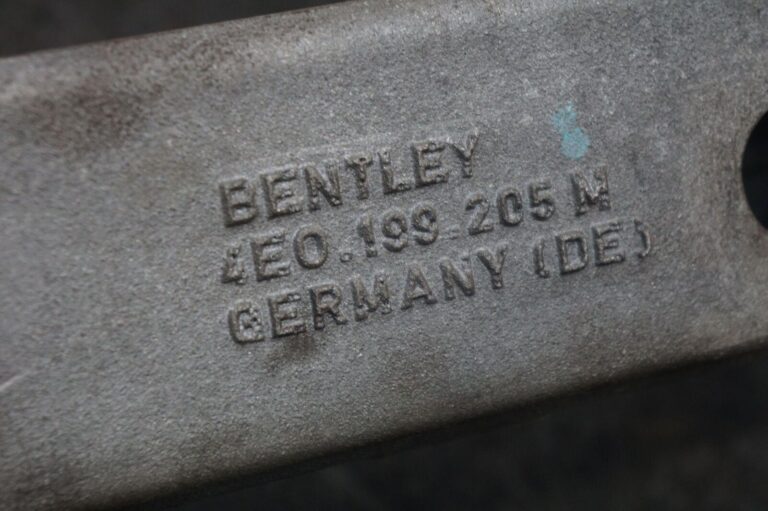 BENTLEY
4E0.199.205 M
GERMANY (DE)